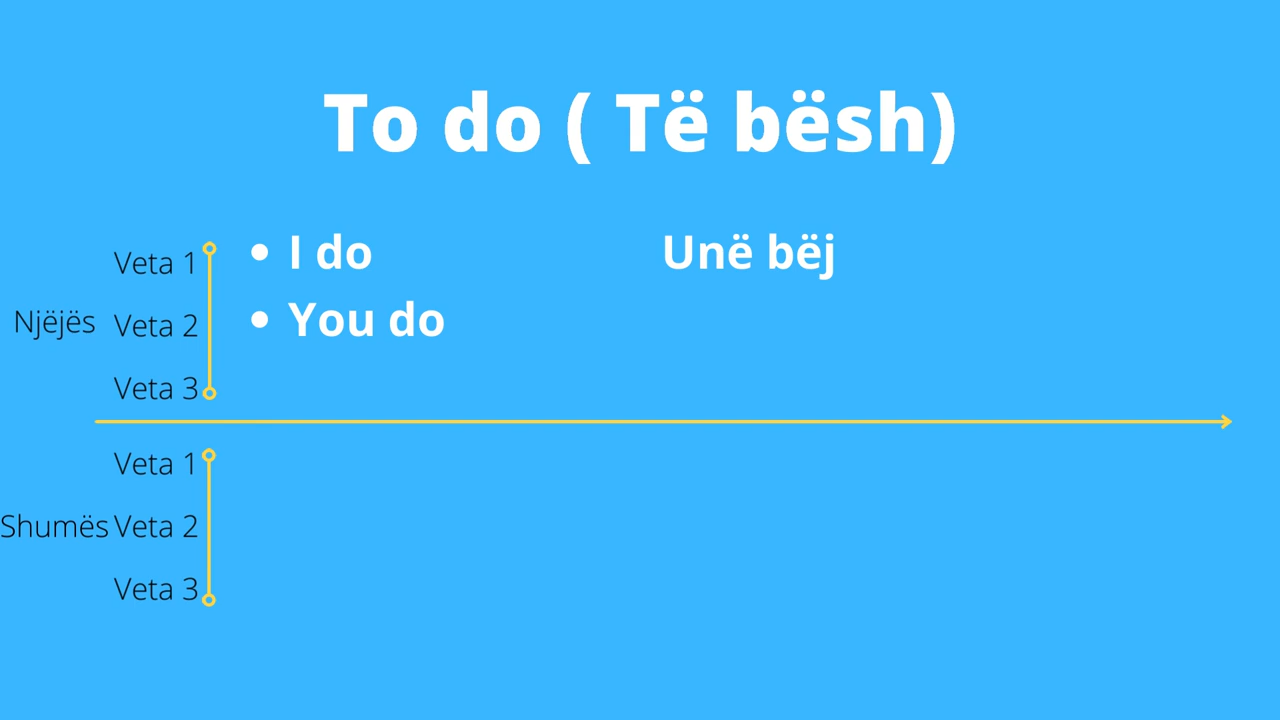 To do ( Të bësh)
Veta 1 • I do Unë bëj
Njëjës Veta 2 • You do
Veta 3
Veta 1
Shumës Veta 2
Veta 3